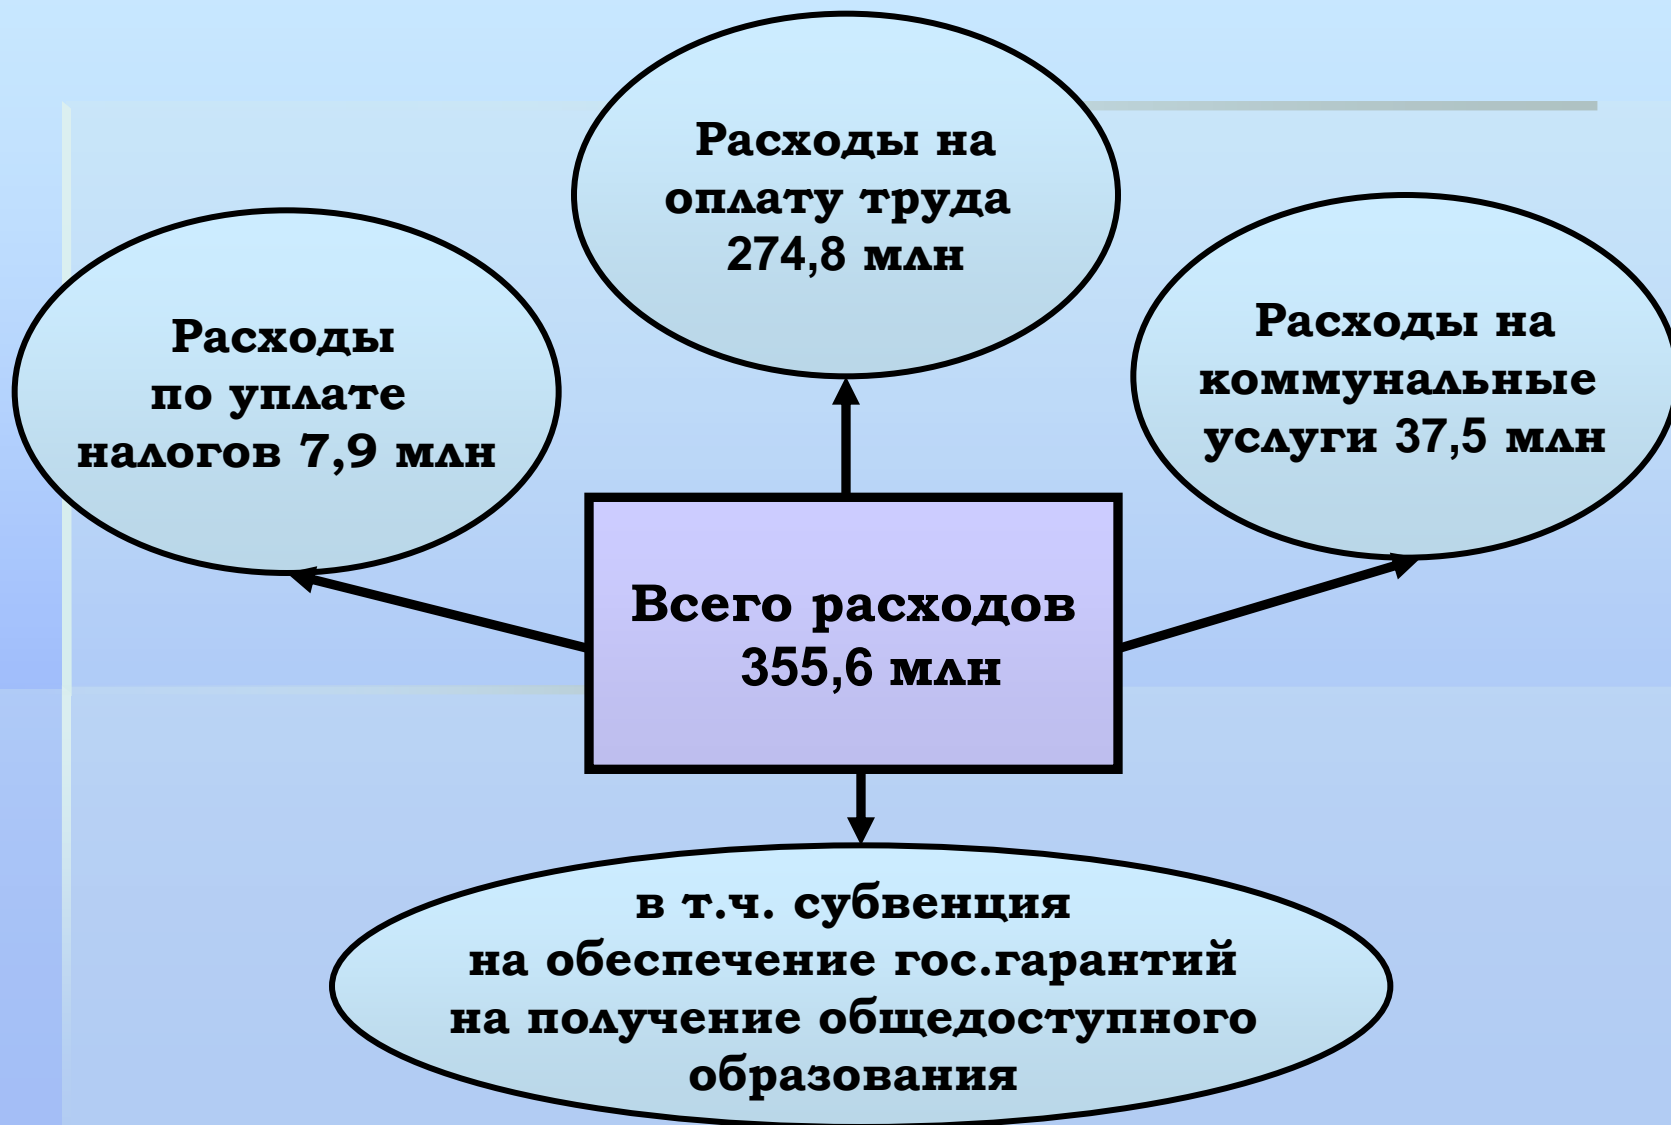 Расходы на
оплату труда
274,8 млн
Расходы
по уплате
налогов 7,9 млн
Расходы на
коммунальные
услуги 37,5 млн
Всего расходов
355,6 млн
в т.ч. субвенция
на обеспечение гос.гарантий
на получение общедоступного
образования